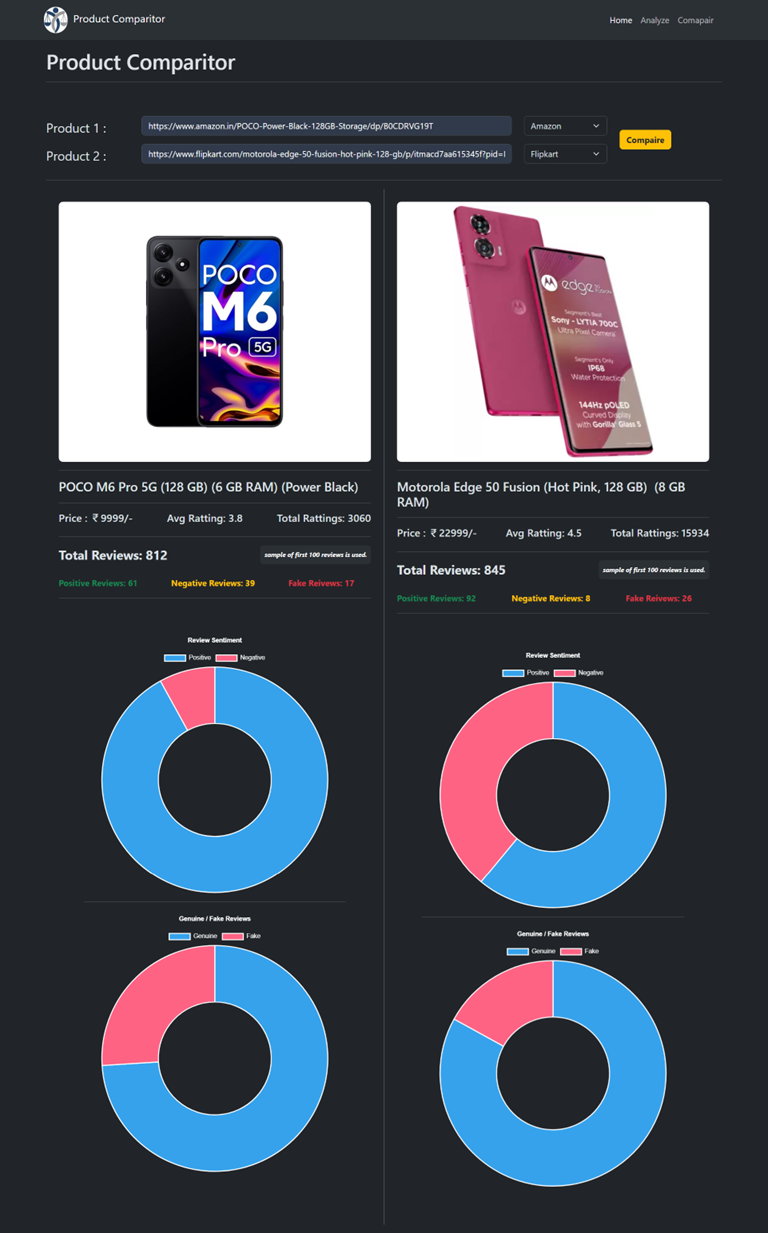 Product Comparitor
Home Analyze Comapair
Product Comparitor
Product 1 : https://www.amazon.in/POCO-Power-Black-128GB-Storage/dp/B0CDRVG19T Amazon
Compaire
Product 2 : https://www.flipkart.com/motorola-edge-50-fusion-hot-pink-128-gb/p/itmacd7aa615345f?pid=I Flipkart
POCO
M6
Pro 5G
POCO M6 Pro 5G (128 GB) (6 GB RAM) (Power Black)
Price : ₹ 9999/- Avg Ratting: 3.8 Total Rattings: 3060
Total Reviews: 812 sample of first 100 reviews is used.
Positive Reviews: 61 Negative Reviews: 39 Fake Reivews: 17
Review Sentiment
Positive Negative
Genuine / Fake Reviews
Genuine Fake
edge 50 FUSION
Segment's Best
Sony - LYTIA 700C
Ultra Pixel Camera
Segment's Only
IP68
Water Protection
144Hz pOLED
Curved Display
with Gorilla Glass 5
Motorola Edge 50 Fusion (Hot Pink, 128 GB) (8 GB
RAM)
Price : ₹ 22999/- Avg Ratting: 4.5 Total Rattings: 15934
Total Reviews: 845 sample of first 100 reviews is used.
Positive Reviews: 92 Negative Reviews: 8 Fake Reivews: 26
Review Sentiment
Positive Negative
Genuine / Fake Reviews
Genuine Fake